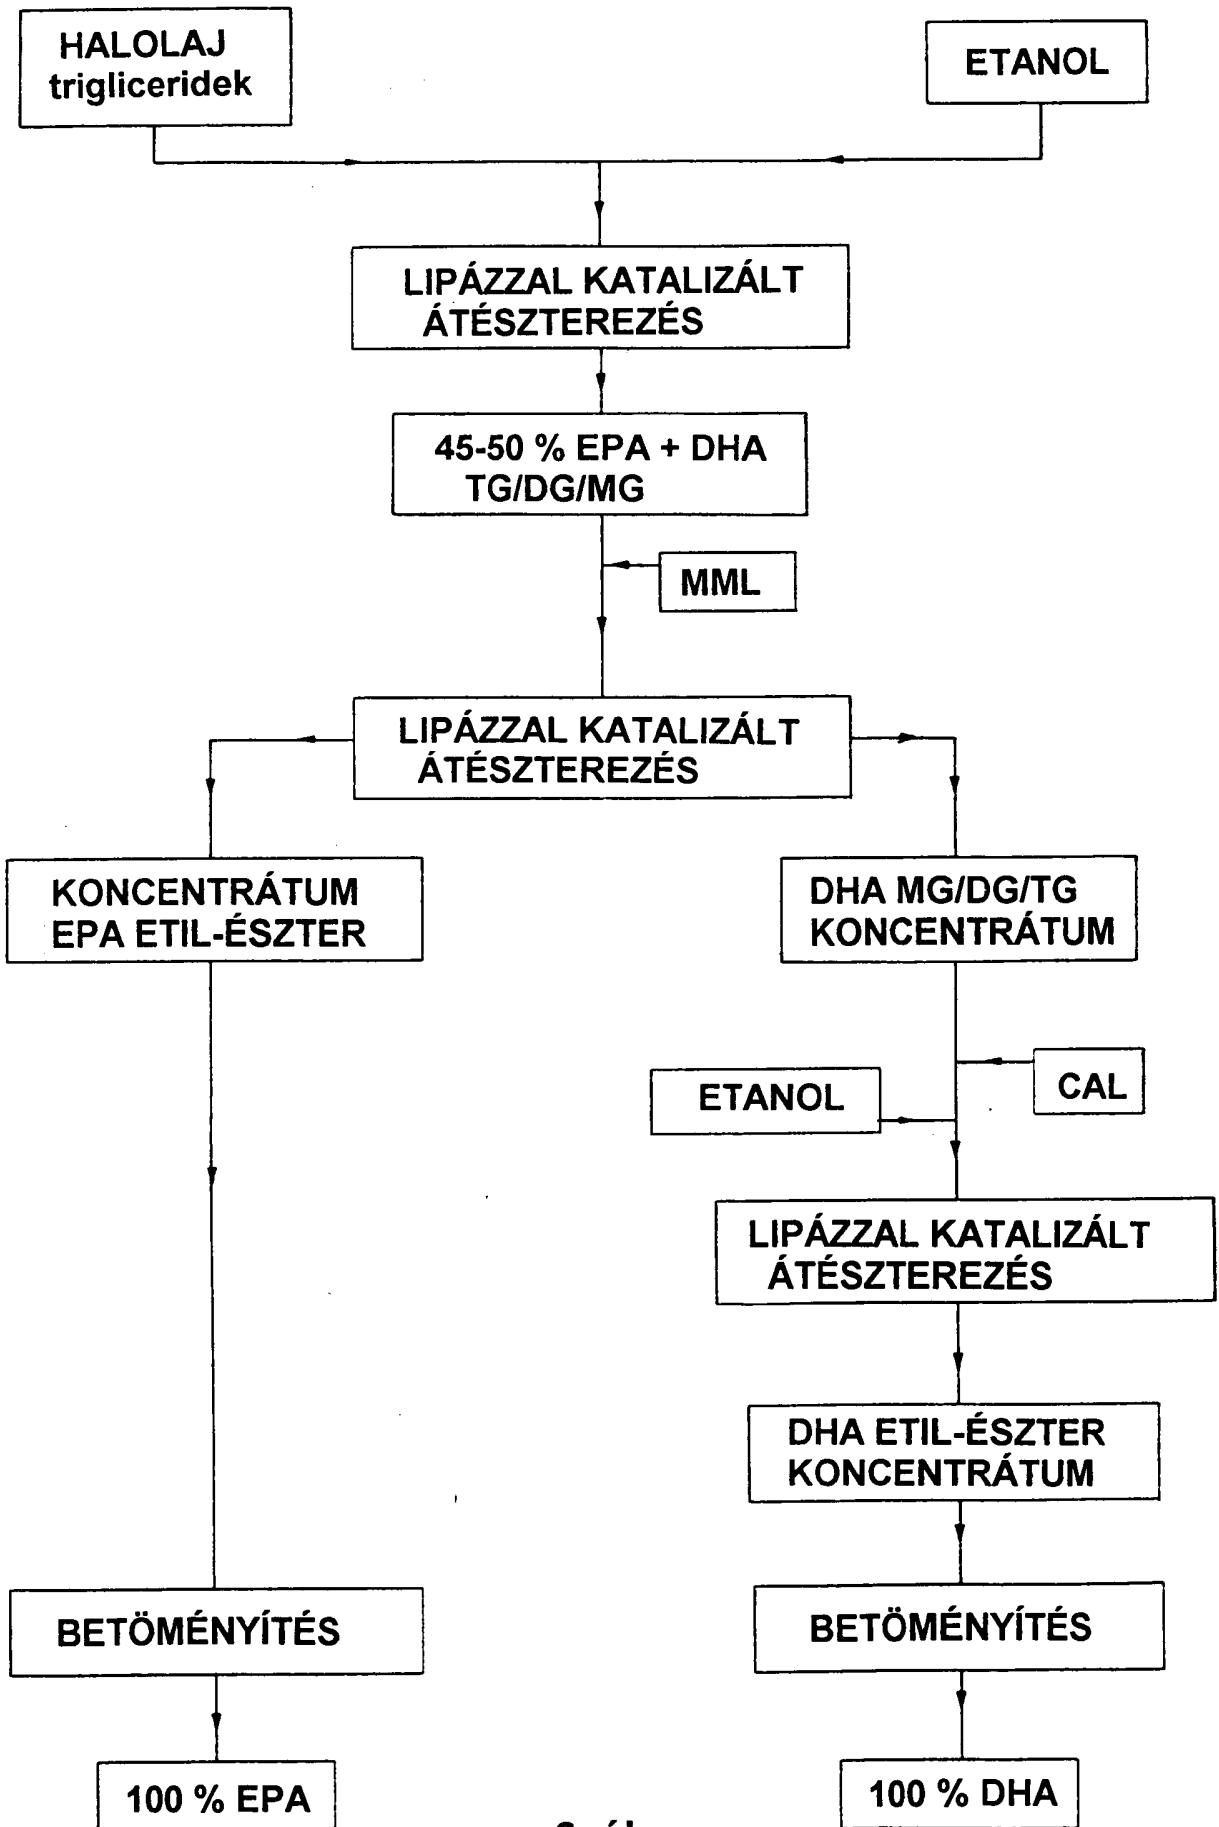 HALOLAJ
trigliceridek
ETANOL
LIPÁZZAL KATALIZÁLT
ÁTÉSZTEREZÉS
45-50 % EPA + DHA
TG/DG/MG
MML
LIPÁZZAL KATALIZÁLT
ÁTÉSZTEREZÉS
KONCENTRÁTUM
EPA ETIL-ÉSZTER
DHA MG/DG/TG
KONCENTRÁTUM
CAL
ETANOL
LIPÁZZAL KATALIZÁLT
ÁTÉSZTEREZÉS
DHA ETIL-ÉSZTER
KONCENTRÁTUM
BETÖMÉNYÍTÉS
BETÖMÉNYÍTÉS
100 % EPA
100 % DHA